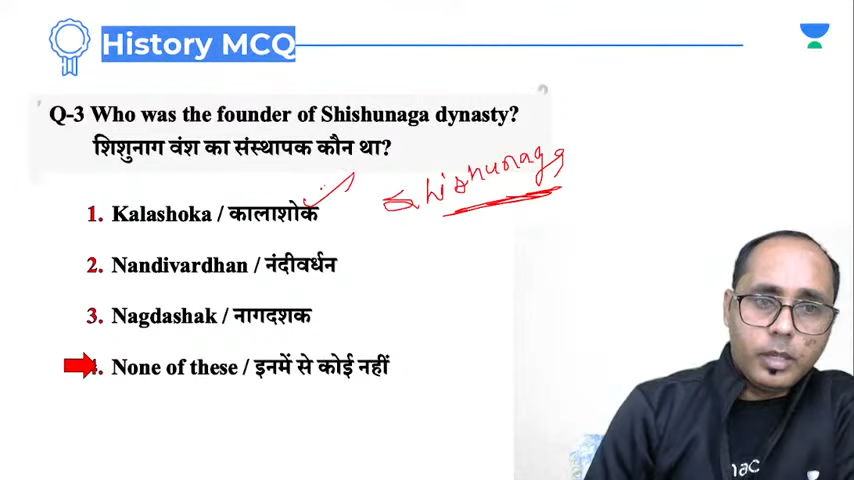 History MCQ
Q-3 Who was the founder of Shishunaga dynasty?
शिशुनाग वंश का संस्थापक कौन था?
Shishunaga
1. Kalashoka / कालाशोक
2. Nandivardhan / नंदीवर्धन
3. Nagdashak / नागदशक
4. None of these / इनमें से कोई नहीं